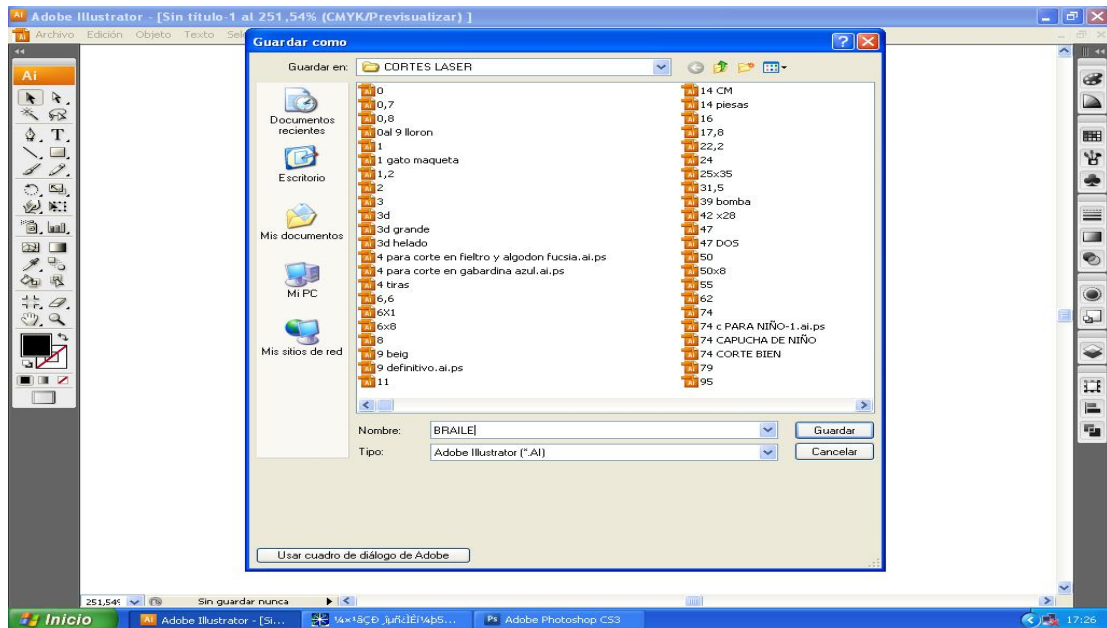 Adobe Illustrator - [Sin título-1 al 251,54% (CMYK/Previsualizar) ]
Archivo Edición Objeto Texto
Guardar como
Guardar en: CORTES LASER
Ai
Documentos recientes
Escritorio
Mis documentos
Mi PC
Mis sitios de red
0
0,7
0,8
0al 9 lloron
1
1 gato maqueta
1,2
2
3
3d
3d grande
3d helado
4 para corte en fieltro y algodon fucsia.ai.ps
4 para corte en gabardina azul.ai.ps
4 tiras
6,6
6X1
6x8
8
9 beig
9 definitivo.ai.ps
11
14 CM
14 piesas
16
17,8
22,2
24
25x35
31,5
39 bomba
42 x28
47
47 DOS
50
50x8
55
62
74
74 c PARA NIÑO-1.ai.ps
74 CAPUCHA DE NIÑO
74 CORTE BIEN
79
95
Nombre: BRAILE
Guardar
Tipo: Adobe Illustrator (*.AI)
Cancelar
Usar cuadro de diálogo de Adobe
Sin guardar nunca
Inicio
Adobe Illustrator - [Si...
Ps Adobe Photoshop CS3
17:26